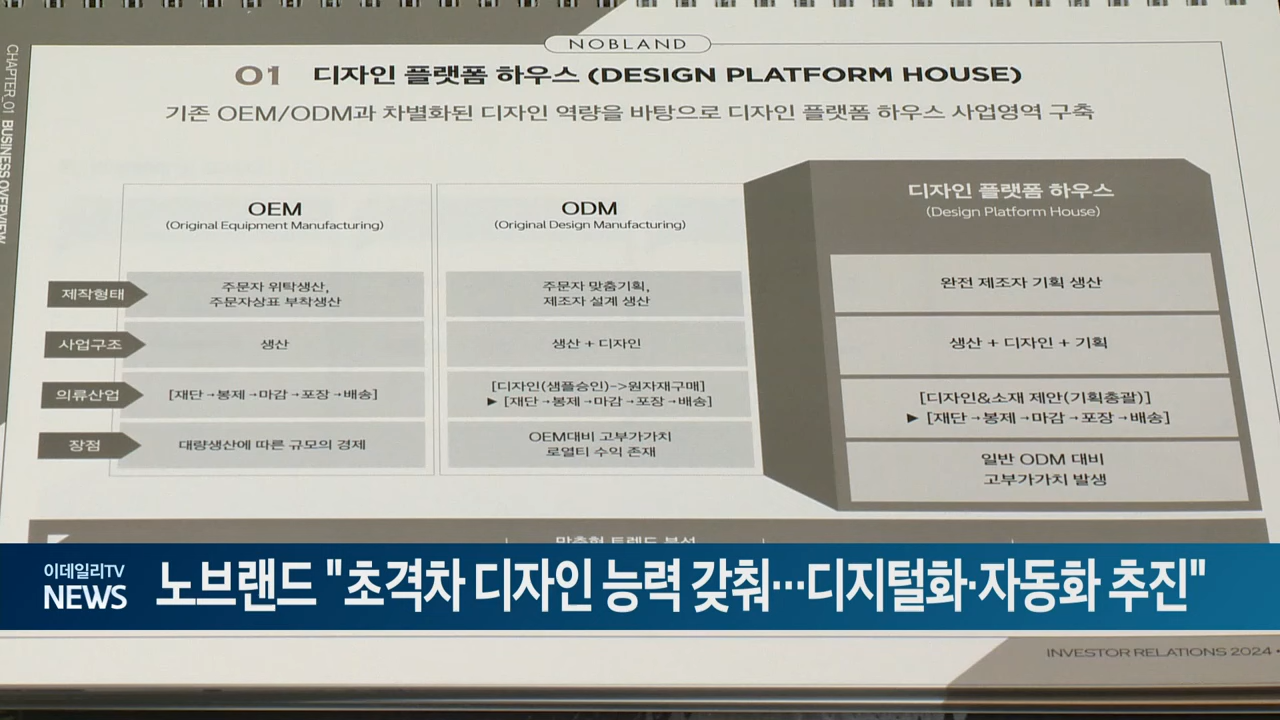 NOBLAND
01 디자인 플랫폼 하우스 (DESIGN PLATFORM HOUSE)
기존 OEM/ODM과 차별화된 디자인 역량을 바탕으로 디자인 플랫폼 하우스 사업영역 구축
CHAPTER_01 BUSINESS OVERVIEW
OEM
(Original Equipment Manufacturing)
ODM
(Original Design Manufacturing)
디자인 플랫폼 하우스
(Design Platform House)
제작형태
주문자 위탁생산,
주문자상표 부착생산
주문자 맞춤기획,
제조자 설계 생산
완전 제조자 기획 생산
사업구조
생산
생산 + 디자인
생산 + 디자인 + 기획
의류산업
[재단→봉제→마감→포장→배송]
[디자인(샘플승인)->원자재구매]
▶ [재단→봉제→마감→포장→배송]
[디자인&소재 제안(기획총괄)]
▶ [재단→봉제→마감→포장→배송]
장점
대량생산에 따른 규모의 경제
OEM대비 고부가가치
로열티 수익 존재
일반 ODM 대비
고부가가치 발생
맞춤형 트렌드 분석
이데일리TV
NEWS
노브랜드 "초격차 디자인 능력 갖춰…디지털화·자동화 추진"
INVESTOR RELATIONS 2024 •